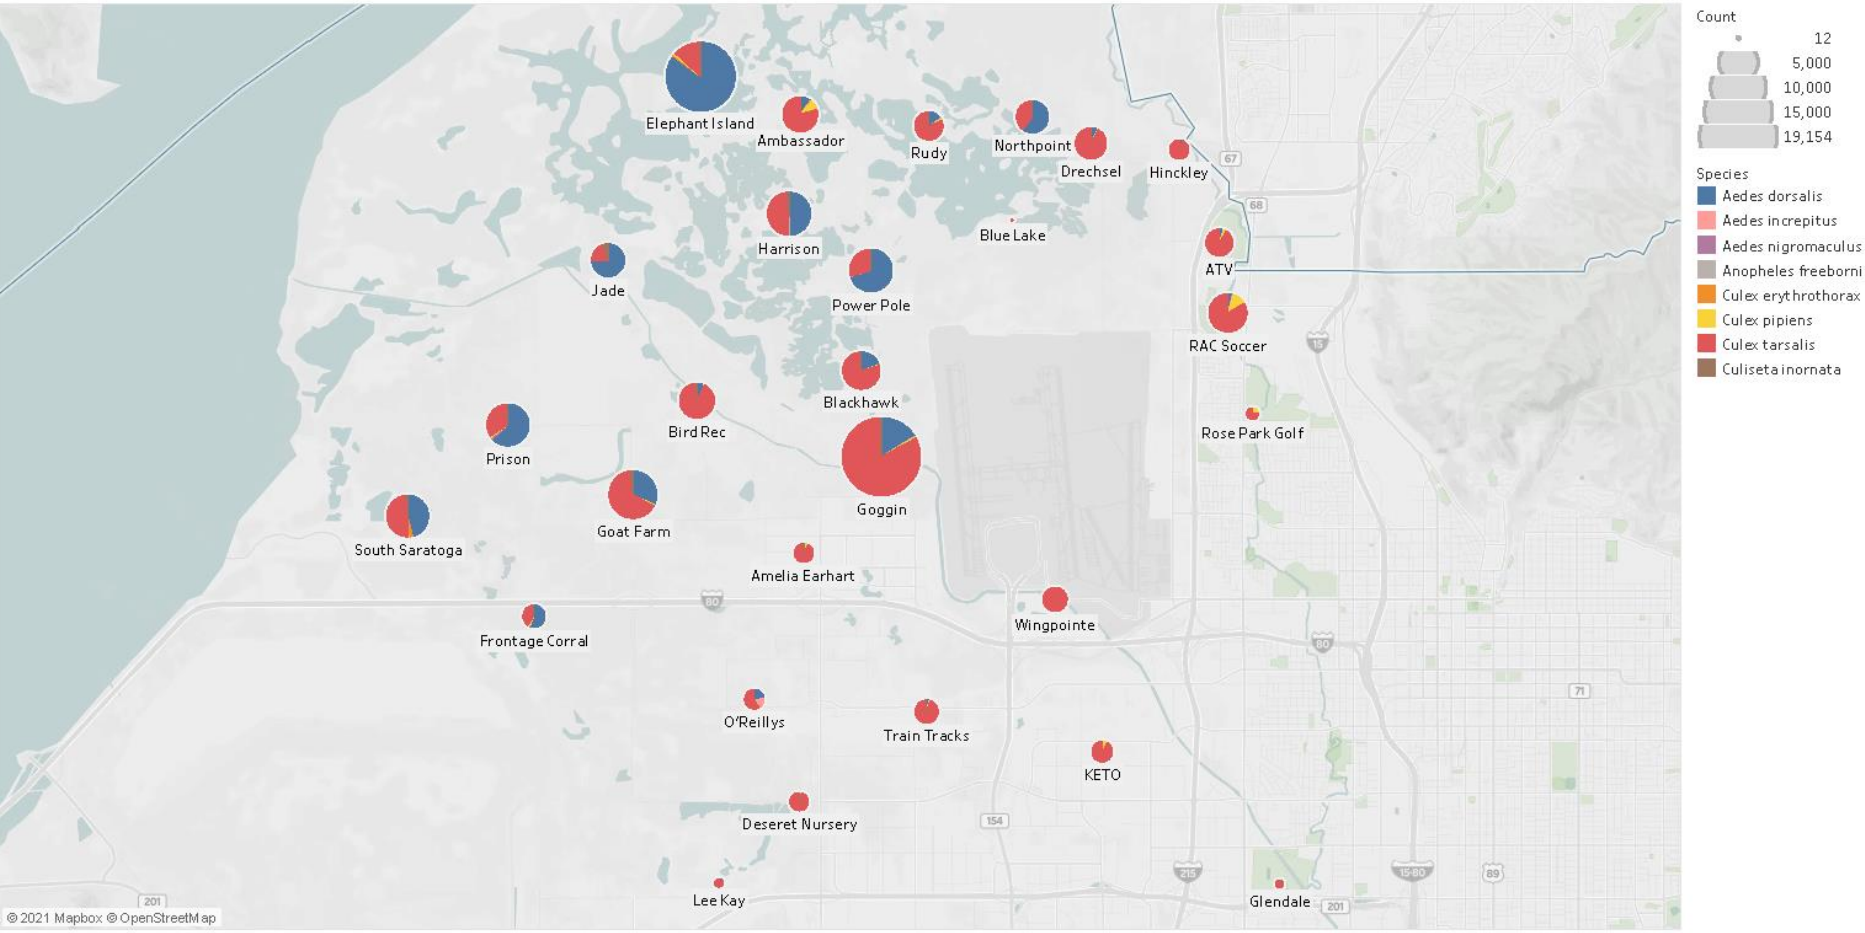 Count
12
5,000
10,000
15,000
19,154
Species
Aedes dorsalis
Aedes increpitus
Aedes nigromaculus
Anopheles freeborni
Culex erythrothorax
Culex pipiens
Culex tarsalis
Culiseta inornata
Elephant Island
Ambassador
Rudy
Northpoint
Drechsel
Hinckley
67
68
Blue Lake
Harrison
ATV
Jade
Power Pole
RAC Soccer
15
Blackhawk
Bird Rec
Rose Park Golf
Prison
Goggin
Goat Farm
South Saratoga
Amelia Earhart
80
Wingpointe
Frontage Corral
80
71
O'Reillys
Train Tracks
KETO
Deseret Nursery
154
215
15-80
89
Lee Kay
Glendale
201
201
© 2021 Mapbox © OpenStreetMap